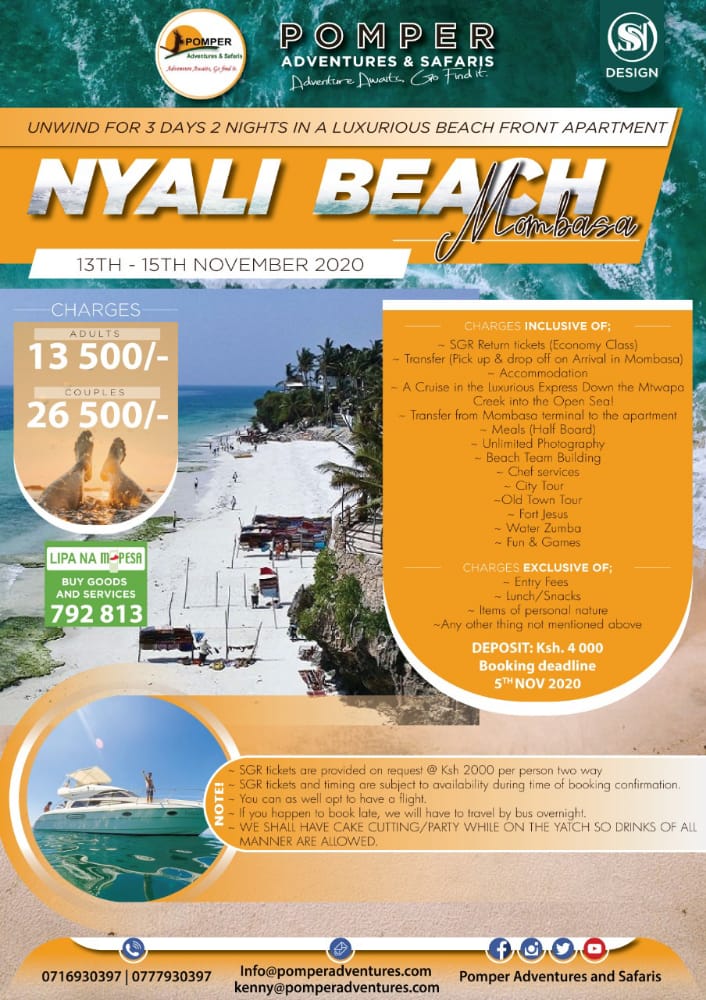 POMPER
Adventures & Safaris
Adventure Awaits, Go find it.
POMPER
ADVENTURES & SAFARIS
Adventure Awaits, Go Find it.
SSI
DESIGN
UNWIND FOR 3 DAYS 2 NIGHTS IN A LUXURIOUS BEACH FRONT APARTMENT
NYALI BEACH
Mombasa
13TH - 15TH NOVEMBER 2020
CHARGES
ADULTS
13 500/-
COUPLES
26 500/-
LIPA NA M-PESA
BUY GOODS
AND SERVICES
792 813
CHARGES INCLUSIVE OF;
~ SGR Return tickets (Economy Class)
~ Transfer (Pick up & drop off on Arrival in Mombasa)
~ Accommodation
~ A Cruise in the Luxurious Express Down the Mtwapa
Creek into the Open Sea!
~ Transfer from Mombasa terminal to the apartment
~ Meals (Half Board)
~ Unlimited Photography
~ Beach Team Building
~ Chef services
~ City Tour
~Old Town Tour
~ Fort Jesus
~ Water Zumba
~ Fun & Games
CHARGES EXCLUSIVE OF;
~ Entry Fees
~ Lunch/Snacks
~ Items of personal nature
~Any other thing not mentioned above
DEPOSIT: Ksh. 4 000
Booking deadline
5TH NOV 2020
NOTE!
~ SGR tickets are provided on request @ Ksh 2000 per person two way
~ SGR tickets and timing are subject to availability during time of booking confirmation.
~ You can as well opt to have a flight.
~ If you happen to book late, we will have to travel by bus overnight.
~ WE SHALL HAVE CAKE CUTTING/PARTY WHILE ON THE YATCH SO DRINKS OF ALL
MANNER ARE ALLOWED.
0716930397 | 0777930397
Info@pomperadventures.com
kenny@pomperadventures.com
Pomper Adventures and Safaris